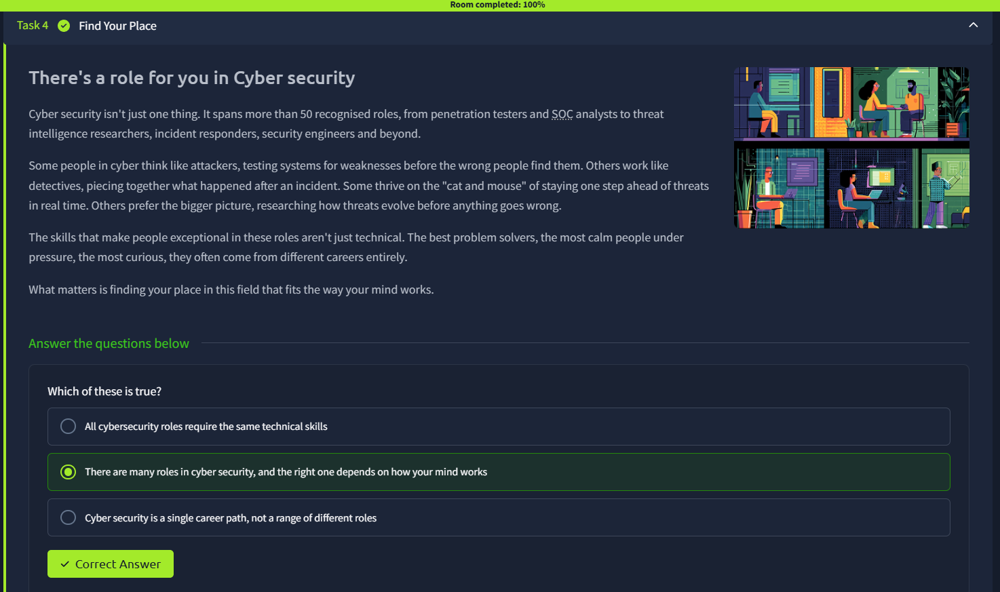 Room completed: 100%
Task 4 Find Your Place
There's a role for you in Cyber security
Cyber security isn't just one thing. It spans more than 50 recognised roles, from penetration testers and SOC analysts to threat
intelligence researchers, incident responders, security engineers and beyond.
Some people in cyber think like attackers, testing systems for weaknesses before the wrong people find them. Others work like
detectives, piecing together what happened after an incident. Some thrive on the "cat and mouse" of staying one step ahead of threats
in real time. Others prefer the bigger picture, researching how threats evolve before anything goes wrong.
The skills that make people exceptional in these roles aren't just technical. The best problem solvers, the most calm people under
pressure, the most curious, they often come from different careers entirely.
What matters is finding your place in this field that fits the way your mind works.
Answer the questions below
Which of these is true?
All cybersecurity roles require the same technical skills
There are many roles in cyber security, and the right one depends on how your mind works
Cyber security is a single career path, not a range of different roles
Correct Answer